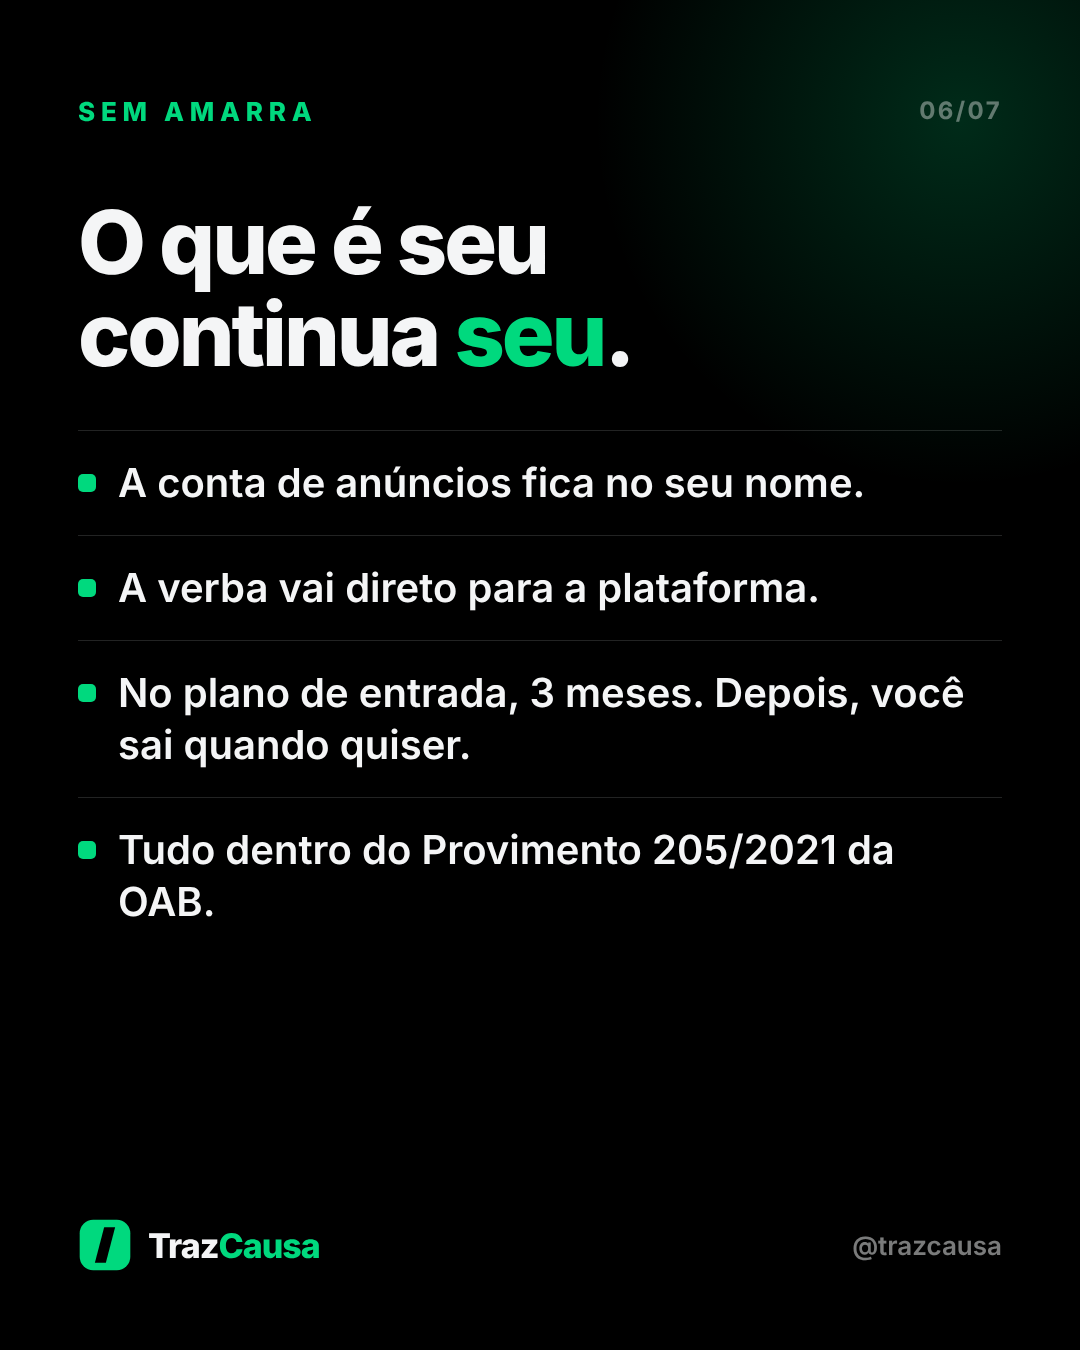 SEM AMARRA
06/07
O que é seu
continua seu.
A conta de anúncios fica no seu nome.
A verba vai direto para a plataforma.
No plano de entrada, 3 meses. Depois, você
sai quando quiser.
Tudo dentro do Provimento 205/2021 da
OAB.
TrazCausa
@trazcausa